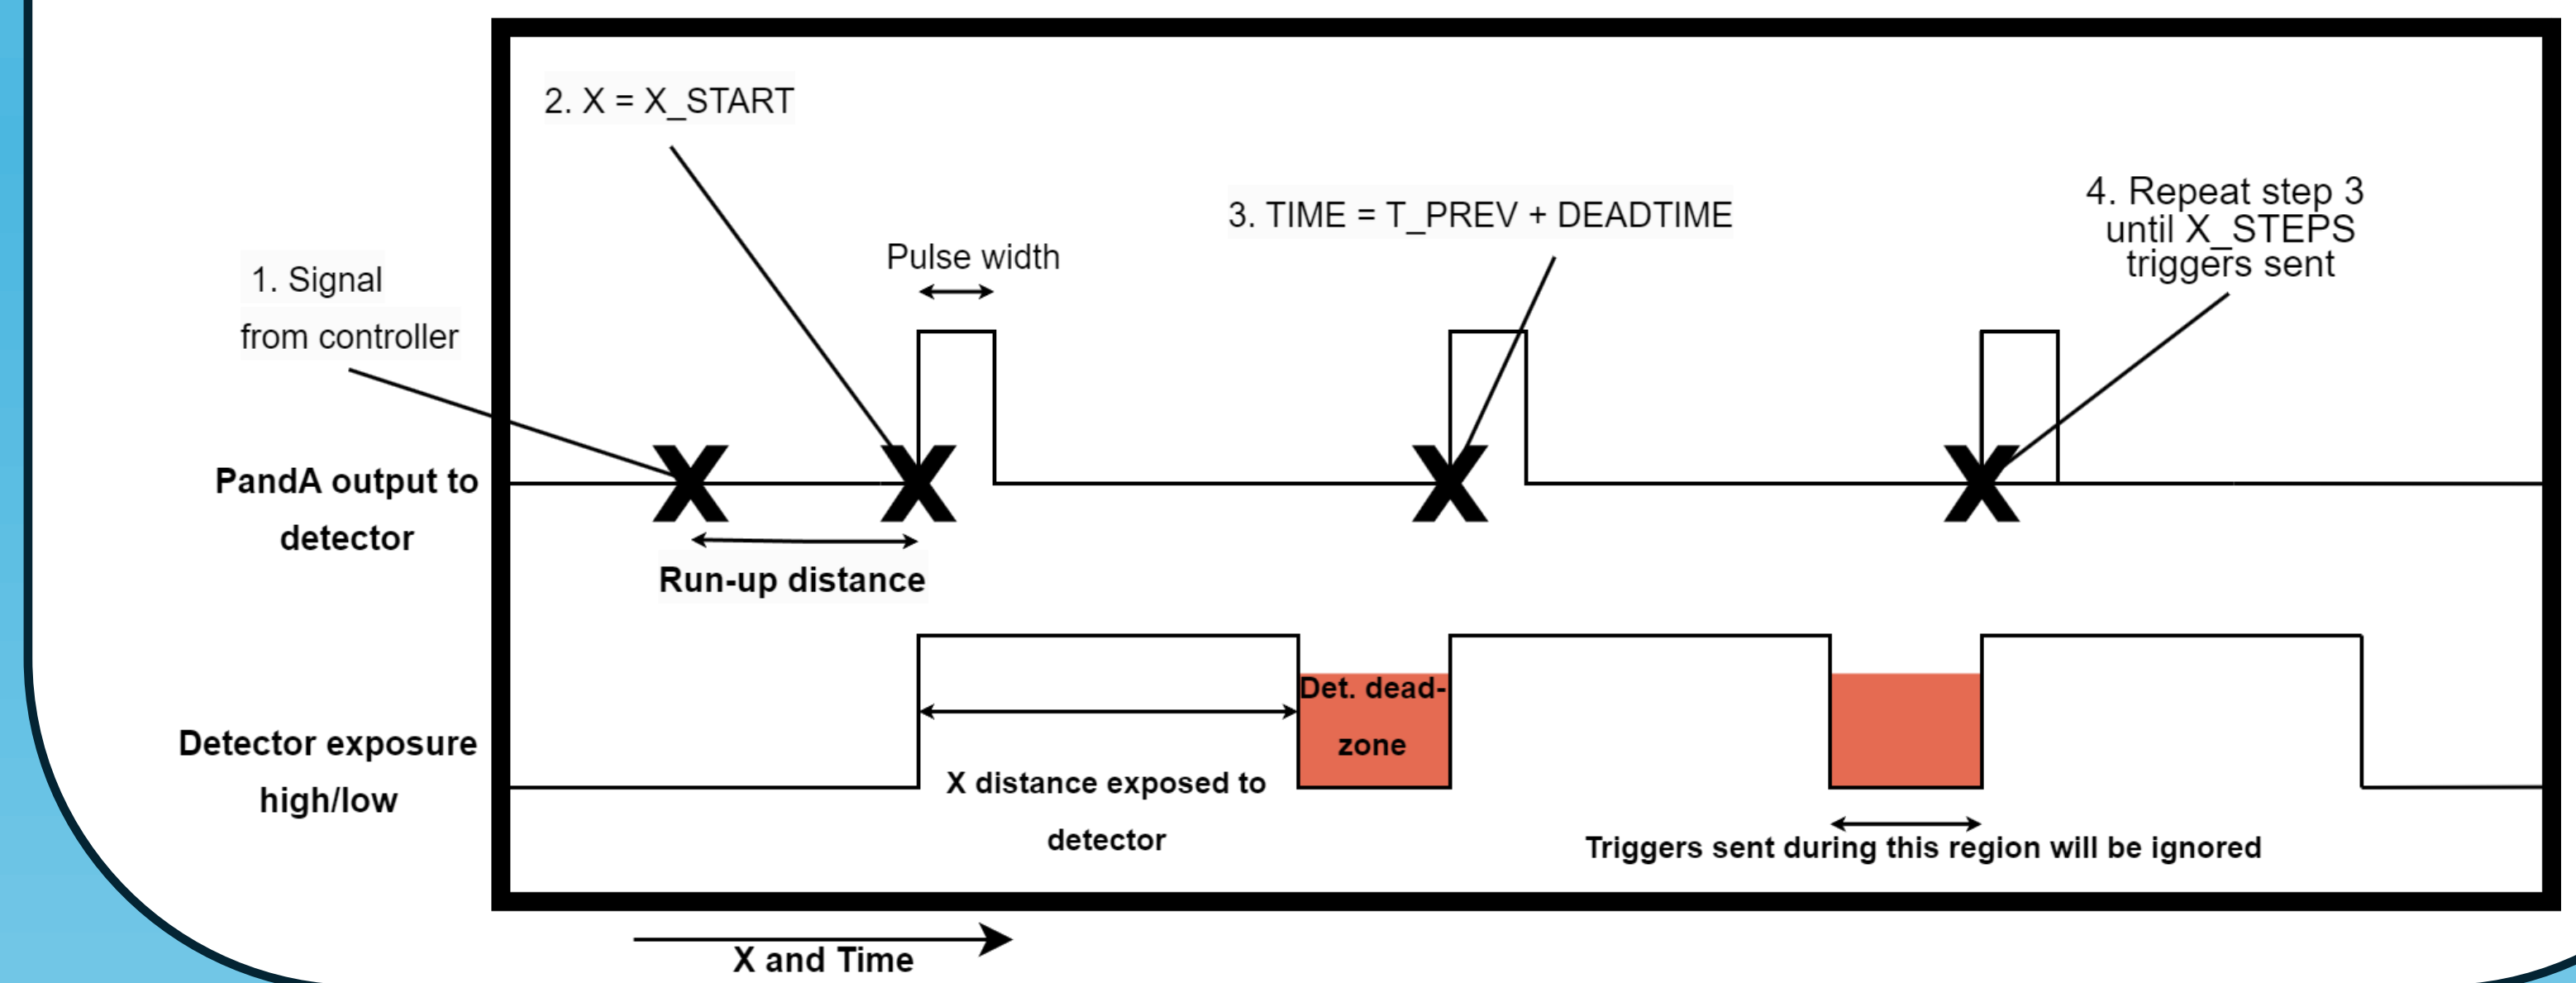 2. X = X_START
4. Repeat step 3
until X_STEPS
triggers sent
3. TIME = T_PREV + DEADTIME
Pulse width
1. Signal
from controller
PandA output to
detector
Run-up distance
Det. dead-
zone
Detector exposure
high/low
X distance exposed to
detector
Triggers sent during this region will be ignored
X and Time